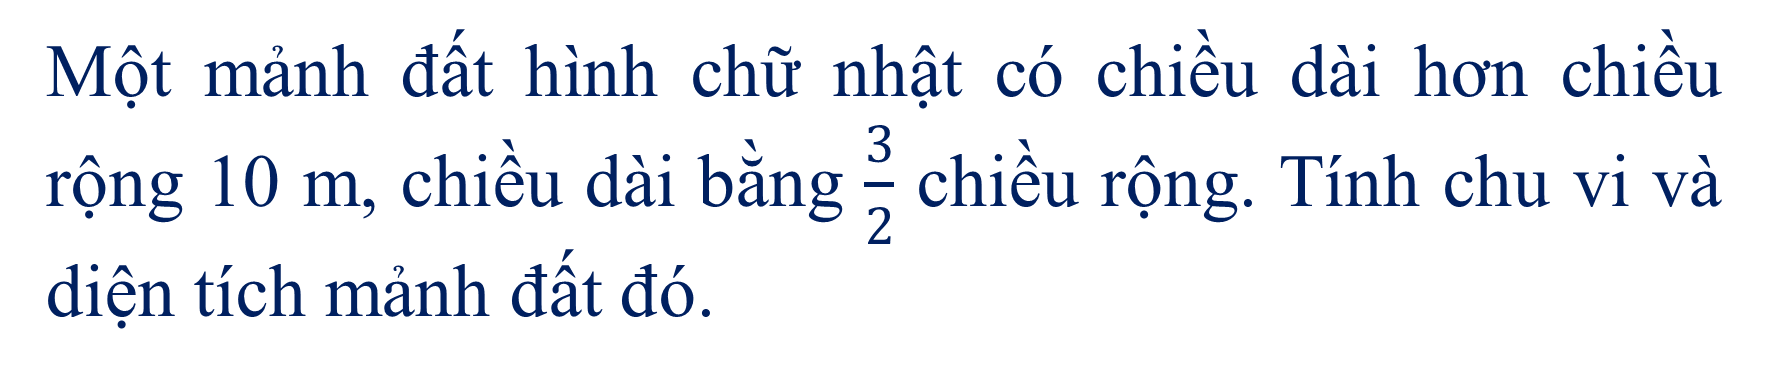 Một mảnh đất hình chữ nhật có chiều dài hơn chiều
rộng 10 m, chiều dài bằng 3/2 chiều rộng. Tính chu vi và
diện tích mảnh đất đó.